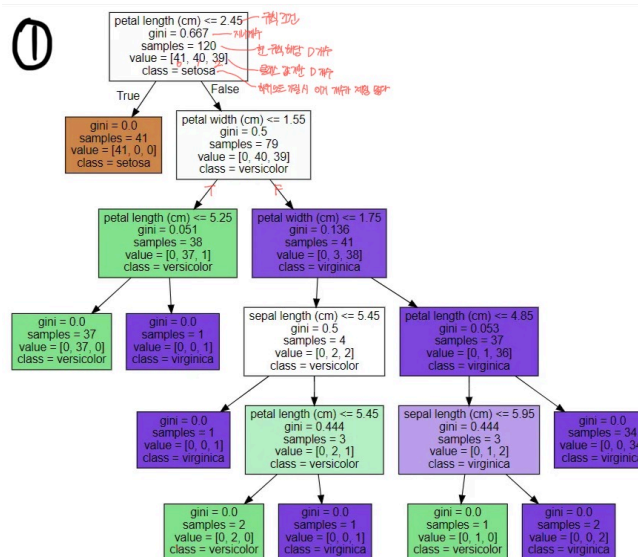 ①
petal length (cm) <= 2.45
gini = 0.667
samples = 120
value = [41, 40, 39]
class = setosa
True
False
gini = 0.0
samples = 41
value = [41, 0, 0]
class = setosa
petal width (cm) <= 1.55
gini = 0.5
samples = 79
value = [0, 40, 39]
class = versicolor
T
F
petal length (cm) <= 5.25
gini = 0.051
samples = 38
value = [0, 37, 1]
class = versicolor
petal width (cm) <= 1.75
gini = 0.136
samples = 41
value = [0, 3, 38]
class = virginica
gini = 0.0
samples = 37
value = [0, 37, 0]
class = versicolor
gini = 0.0
samples = 1
value = [0, 0, 1]
class = virginica
sepal length (cm) <= 5.45
gini = 0.5
samples = 4
value = [0, 2, 2]
class = versicolor
petal length (cm) <= 4.85
gini = 0.053
samples = 37
value = [0, 1, 36]
class = virginica
gini = 0.0
samples = 1
value = [0, 0, 1]
class = virginica
petal length (cm) <= 5.45
gini = 0.444
samples = 3
value = [0, 2, 1]
class = versicolor
sepal length (cm) <= 5.95
gini = 0.444
samples = 3
value = [0, 1, 2]
class = virginica
gini = 0.0
samples = 34
value = [0, 0, 34
class = virginica
gini = 0.0
samples = 2
value = [0, 2, 0]
class = versicolor
gini = 0.0
samples = 1
value = [0, 0, 1]
class = virginica
gini = 0.0
samples = 1
value = [0, 1, 0]
class = versicolor
gini = 0.0
samples = 2
value = [0, 0, 2]
class = virginica